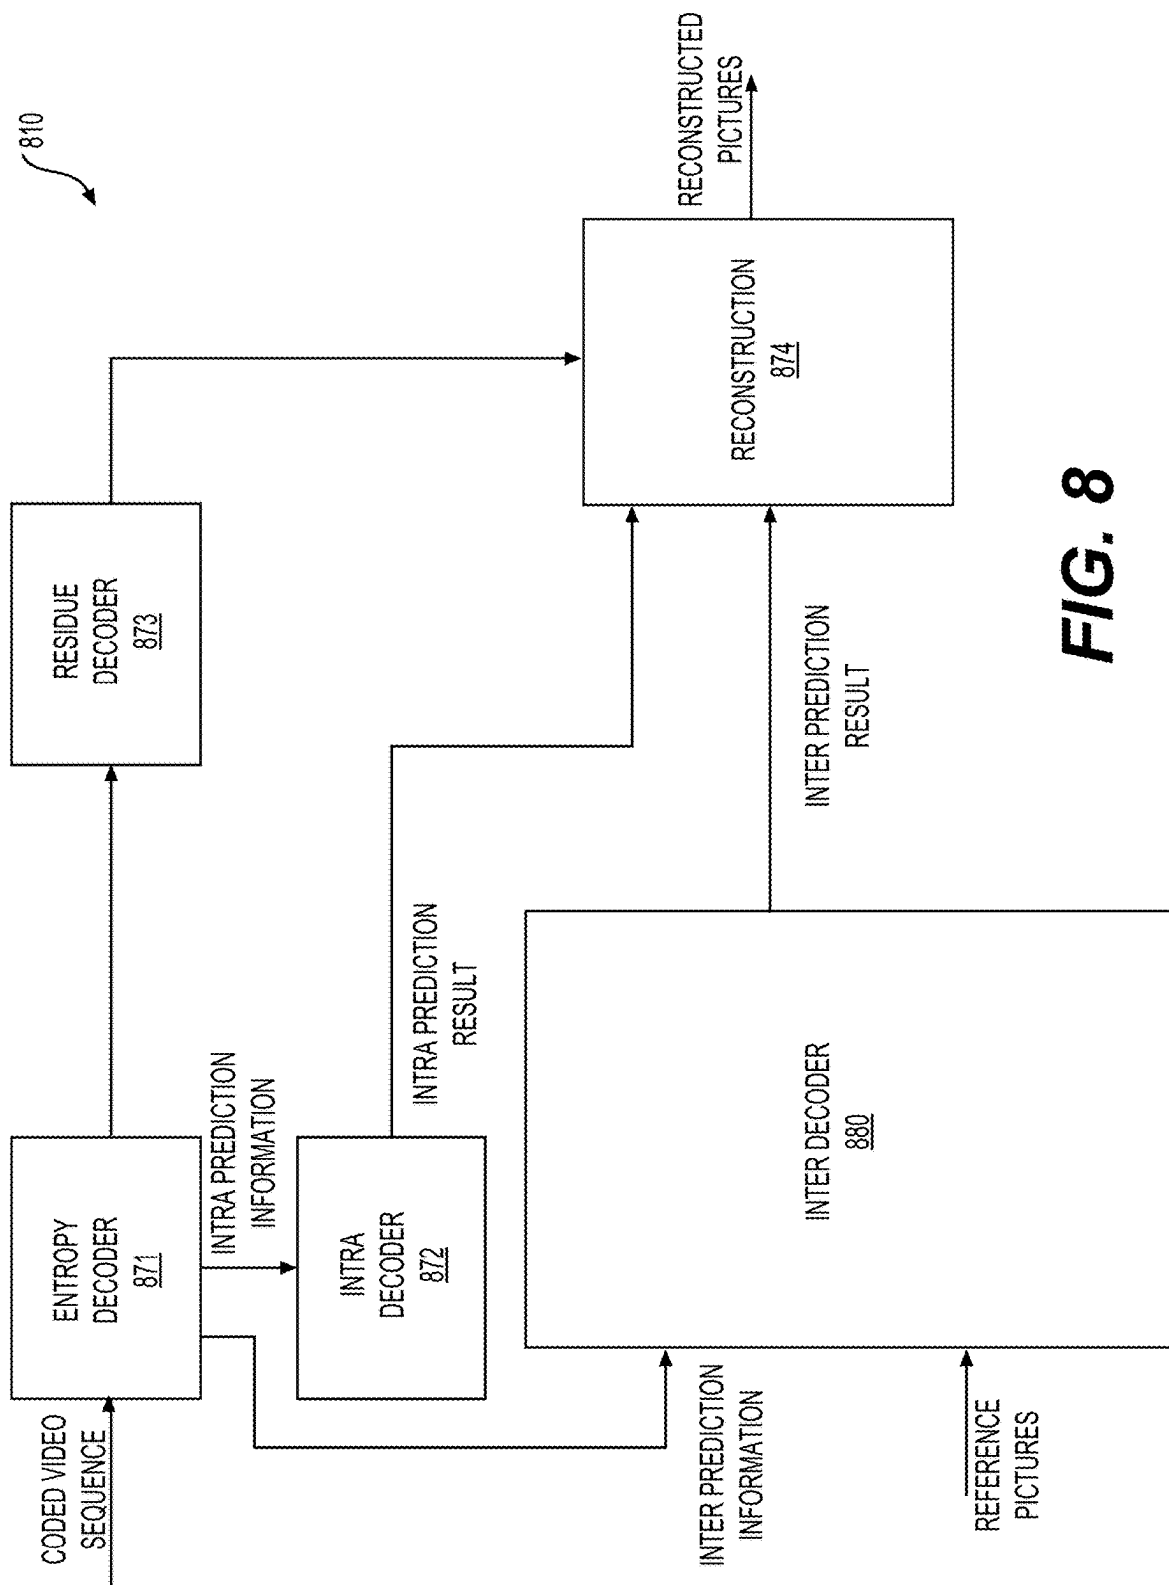 810
CODED VIDEO
SEQUENCE
ENTROPY
DECODER
871
RESIDUE
DECODER
873
INTRA PREDICTION
INFORMATION
INTRA
DECODER
872
INTRA PREDICTION
RESULT
INTER PREDICTION
INFORMATION
REFERENCE
PICTURES
INTER DECODER
880
INTER PREDICTION
RESULT
RECONSTRUCTION
874
RECONSTRUCTED
PICTURES
FIG. 8